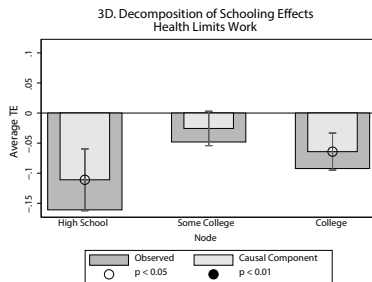 3D. Decomposition of Schooling Effects
Health Limits Work
Average TE
.1
.05
0
-.05
-.1
-.15
High School
Some College
College
Node
Observed
Causal Component
p < 0.05
p < 0.01